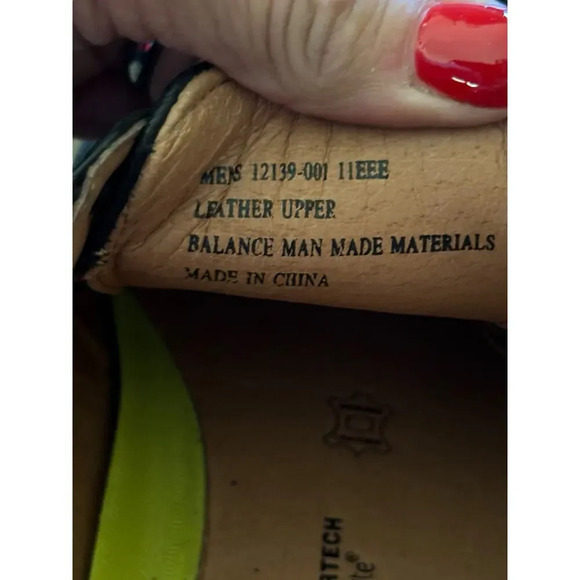 MENS 12139-001 11EEE
LEATHER UPPER
BALANCE MAN MADE MATERIALS
MADE IN CHINA